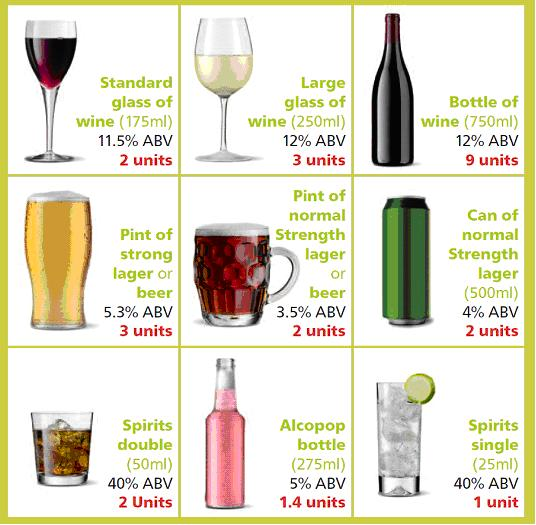 Standard
glass of
wine (175ml)
11.5% ABV
2 units
Large
glass of
wine (250ml)
12% ABV
3 units
Bottle of
wine (750ml)
12% ABV
9 units
Pint of
strong
lager or
beer
5.3% ABV
3 units
Pint of
normal
Strength
lager
or
beer
3.5% ABV
2 units
Can of
normal
Strength
lager
(500ml)
4% ABV
2 units
Spirits
double
(50ml)
40% ABV
2 Units
Alcopop
bottle
(275ml)
5% ABV
1.4 units
Spirits
single
(25ml)
40% ABV
1 unit